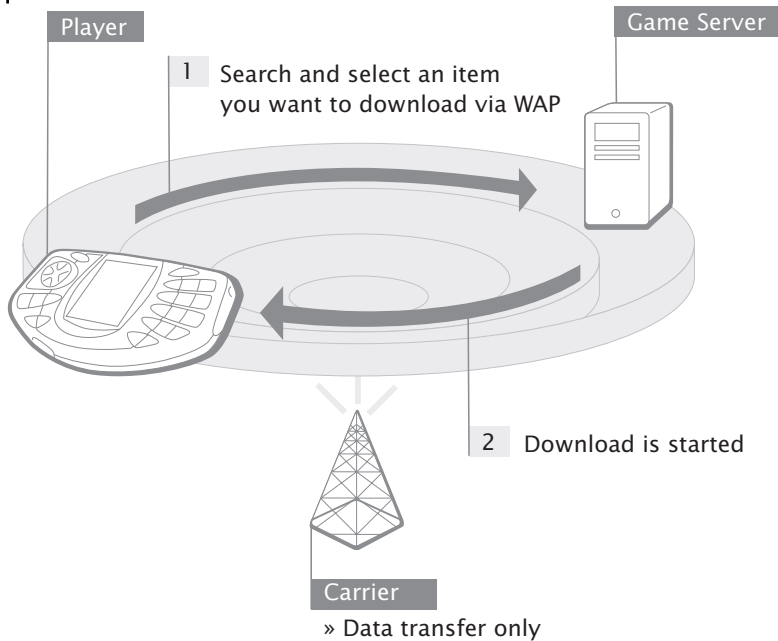 Player
Game Server
1 Search and select an item
you want to download via WAP
2 Download is started
Carrier
» Data transfer only